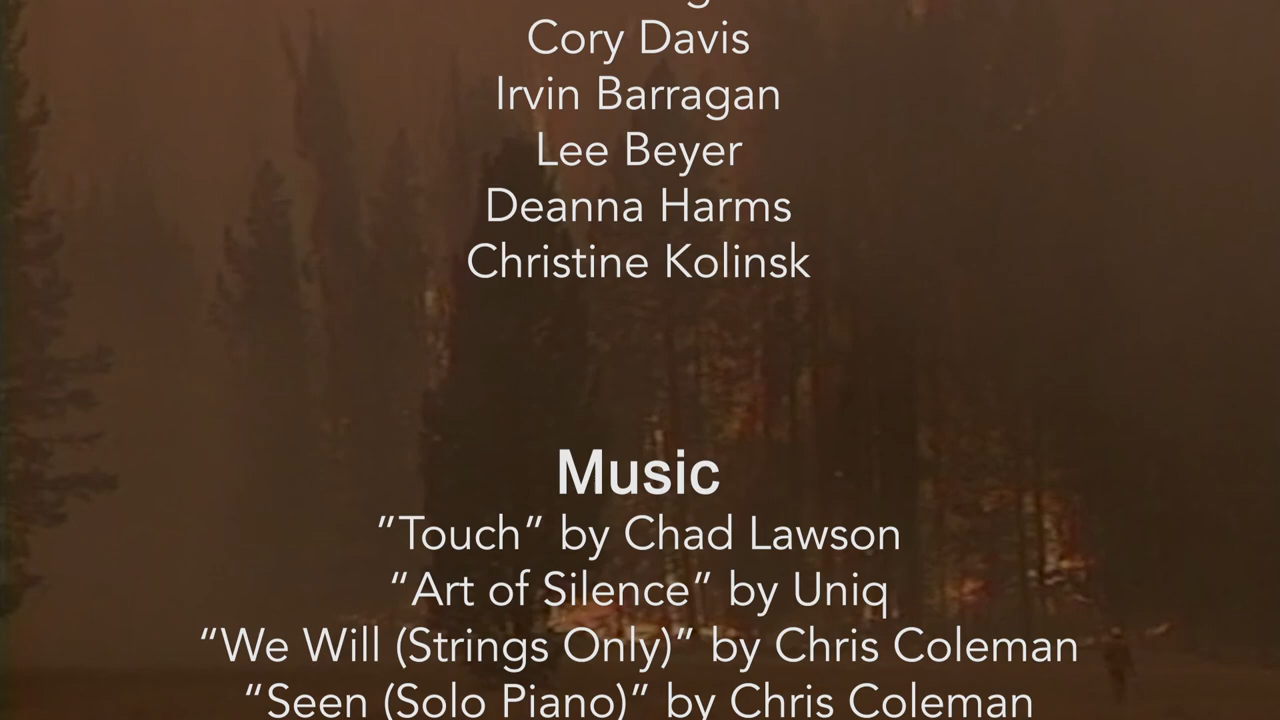 Cory Davis
Irvin Barragan
Lee Beyer
Deanna Harms
Christine Kolinsk
Music
”Touch” by Chad Lawson
“Art of Silence” by Uniq
“We Will (Strings Only)” by Chris Coleman
“Seen (Solo Piano)” by Chris Coleman